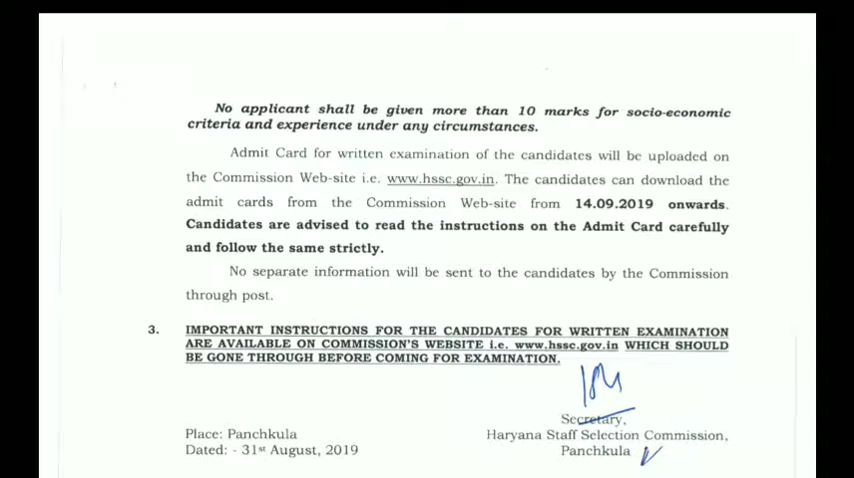 No applicant shall be given more than 10 marks for socio-economic
criteria and experience under any circumstances.
Admit Card for written examination of the candidates will be uploaded on
the Commission Web-site i.e. www.hssc.gov.in. The candidates can download the
admit cards from the Commission Web-site from 14.09.2019 onwards.
Candidates are advised to read the instructions on the Admit Card carefully
and follow the same strictly.
No separate information will be sent to the candidates by the Commission
through post.
3. IMPORTANT INSTRUCTIONS FOR THE CANDIDATES FOR WRITTEN EXAMINATION
ARE AVAILABLE ON COMMISSION'S WEBSITE i.e. www.hssc.gov.in WHICH SHOULD
BE GONE THROUGH BEFORE COMING FOR EXAMINATION.
Secretary,
Place: Panchkula Haryana Staff Selection Commission,
Dated: - 31st August, 2019 Panchkula